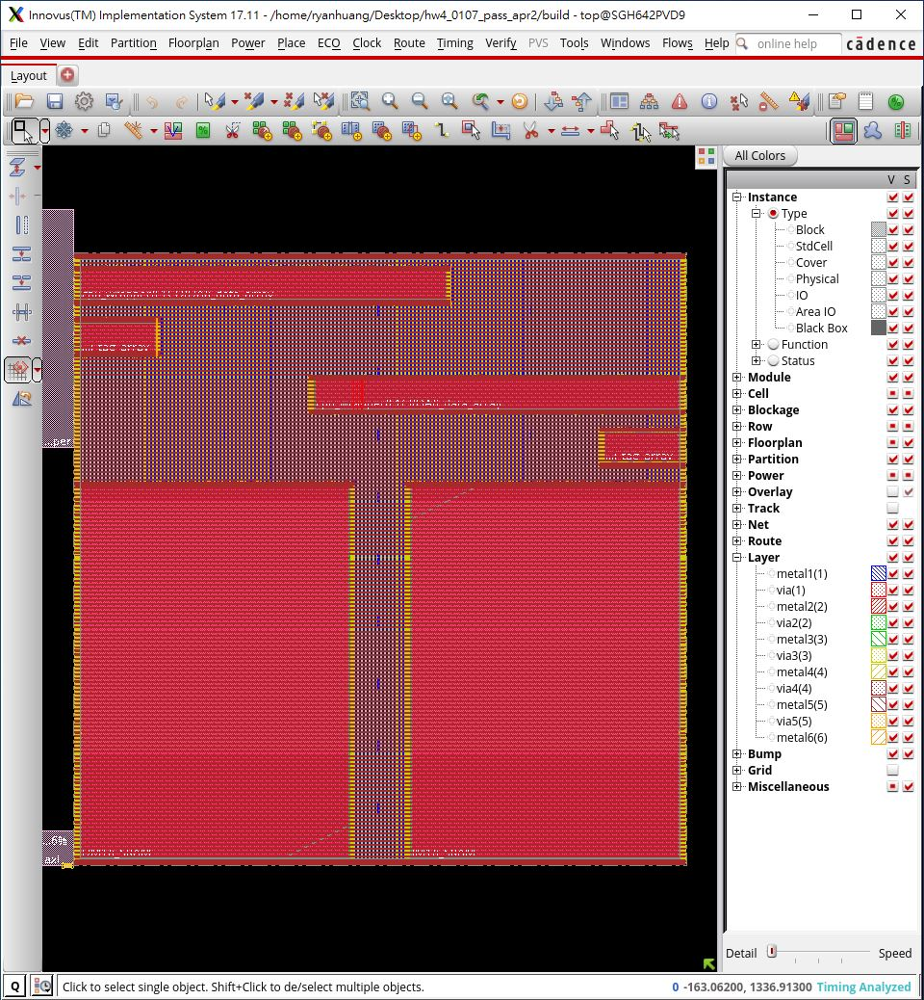 Innovus(TM) Implementation System 17.11 - /home/ryanhuang/Desktop/hw4_0107_pass_apr2/build - top@SGH642PVD9
File View Edit Partition Floorplan Power Place ECO Clock Route Timing Verify PVS Tools Windows Flows Help online help cādence
Layout
All Colors
V S
Instance
Type
Block
StdCell
Cover
Physical
IO
Area IO
Black Box
Function
Status
Module
Cell
Blockage
Row
Floorplan
Partition
Power
Overlay
Track
Net
Route
Layer
metal1(1)
via(1)
metal2(2)
via2(2)
metal3(3)
via3(3)
metal4(4)
via4(4)
metal5(5)
via5(5)
metal6(6)
Bump
Grid
Miscellaneous
Detail Speed
Q Click to select single object. Shift+Click to de/select multiple objects. 0 -163.06200, 1336.91300 Timing Analyzed